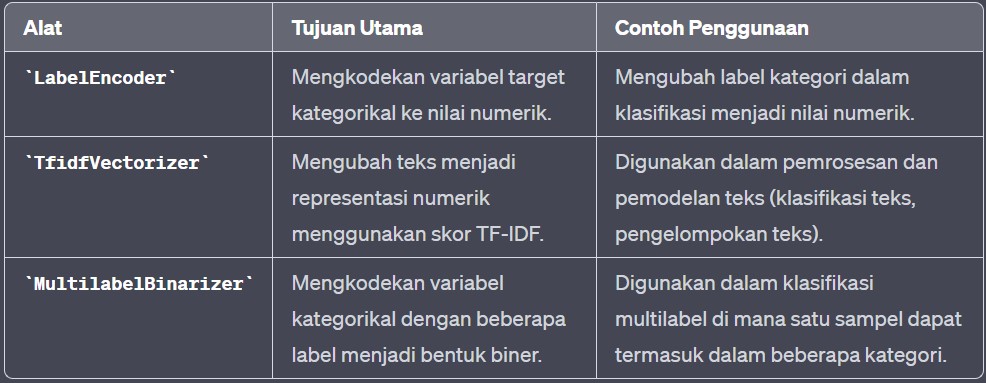 Alat Tujuan Utama Contoh Penggunaan
`LabelEncoder` Mengkodekan variabel target Mengubah label kategori dalam
kategorikal ke nilai numerik. klasifikasi menjadi nilai numerik.
`TfidfVectorizer` Mengubah teks menjadi Digunakan dalam pemrosesan dan
representasi numerik pemodelan teks (klasifikasi teks,
menggunakan skor TF-IDF. pengelompokan teks).
`MultilabelBinarizer` Mengkodekan variabel Digunakan dalam klasifikasi
kategorikal dengan beberapa multilabel di mana satu sampel dapat
label menjadi bentuk biner. termasuk dalam beberapa kategori.